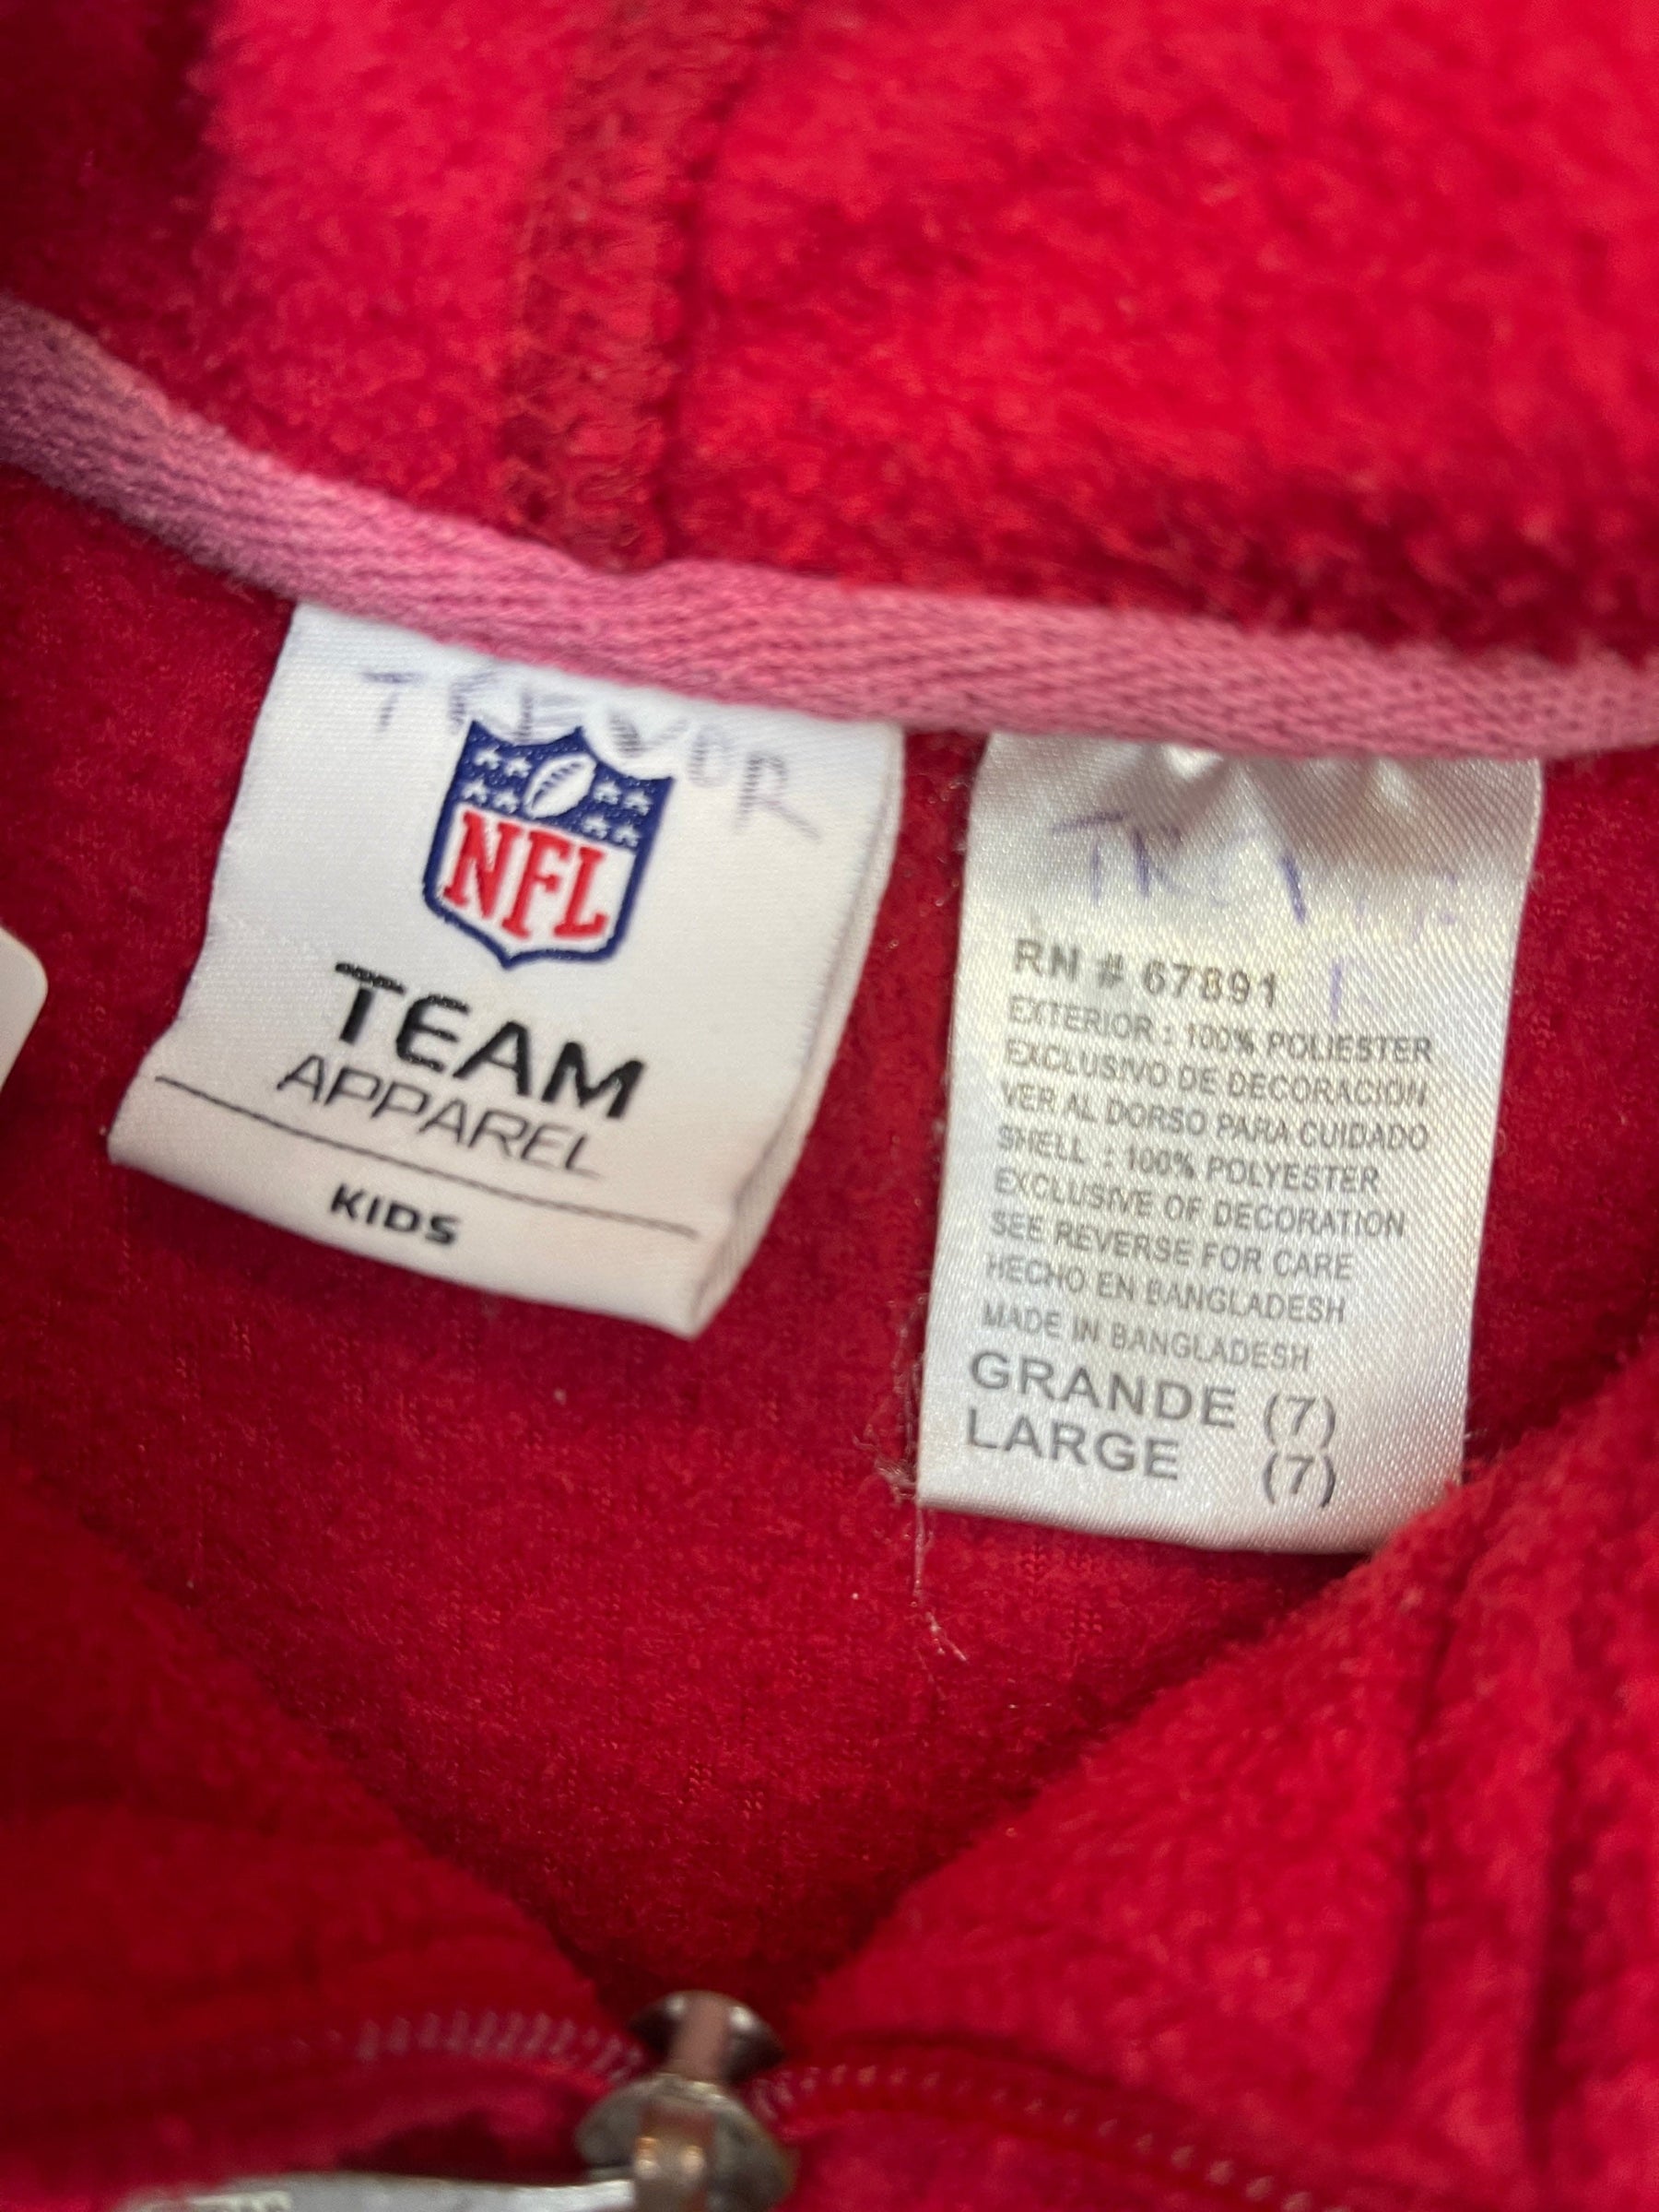 TREVOR
NFL
TEAM
APPAREL
KIDS
RN # 67891
EXTERIOR : 100% POLIESTER
EXCLUSIVO DE DECORACION
VER AL DORSO PARA CUIDADO
SHELL : 100% POLYESTER
EXCLUSIVE OF DECORATION
SEE REVERSE FOR CARE
HECHO EN BANGLADESH
MADE IN BANGLADESH
GRANDE (7)
LARGE (7)